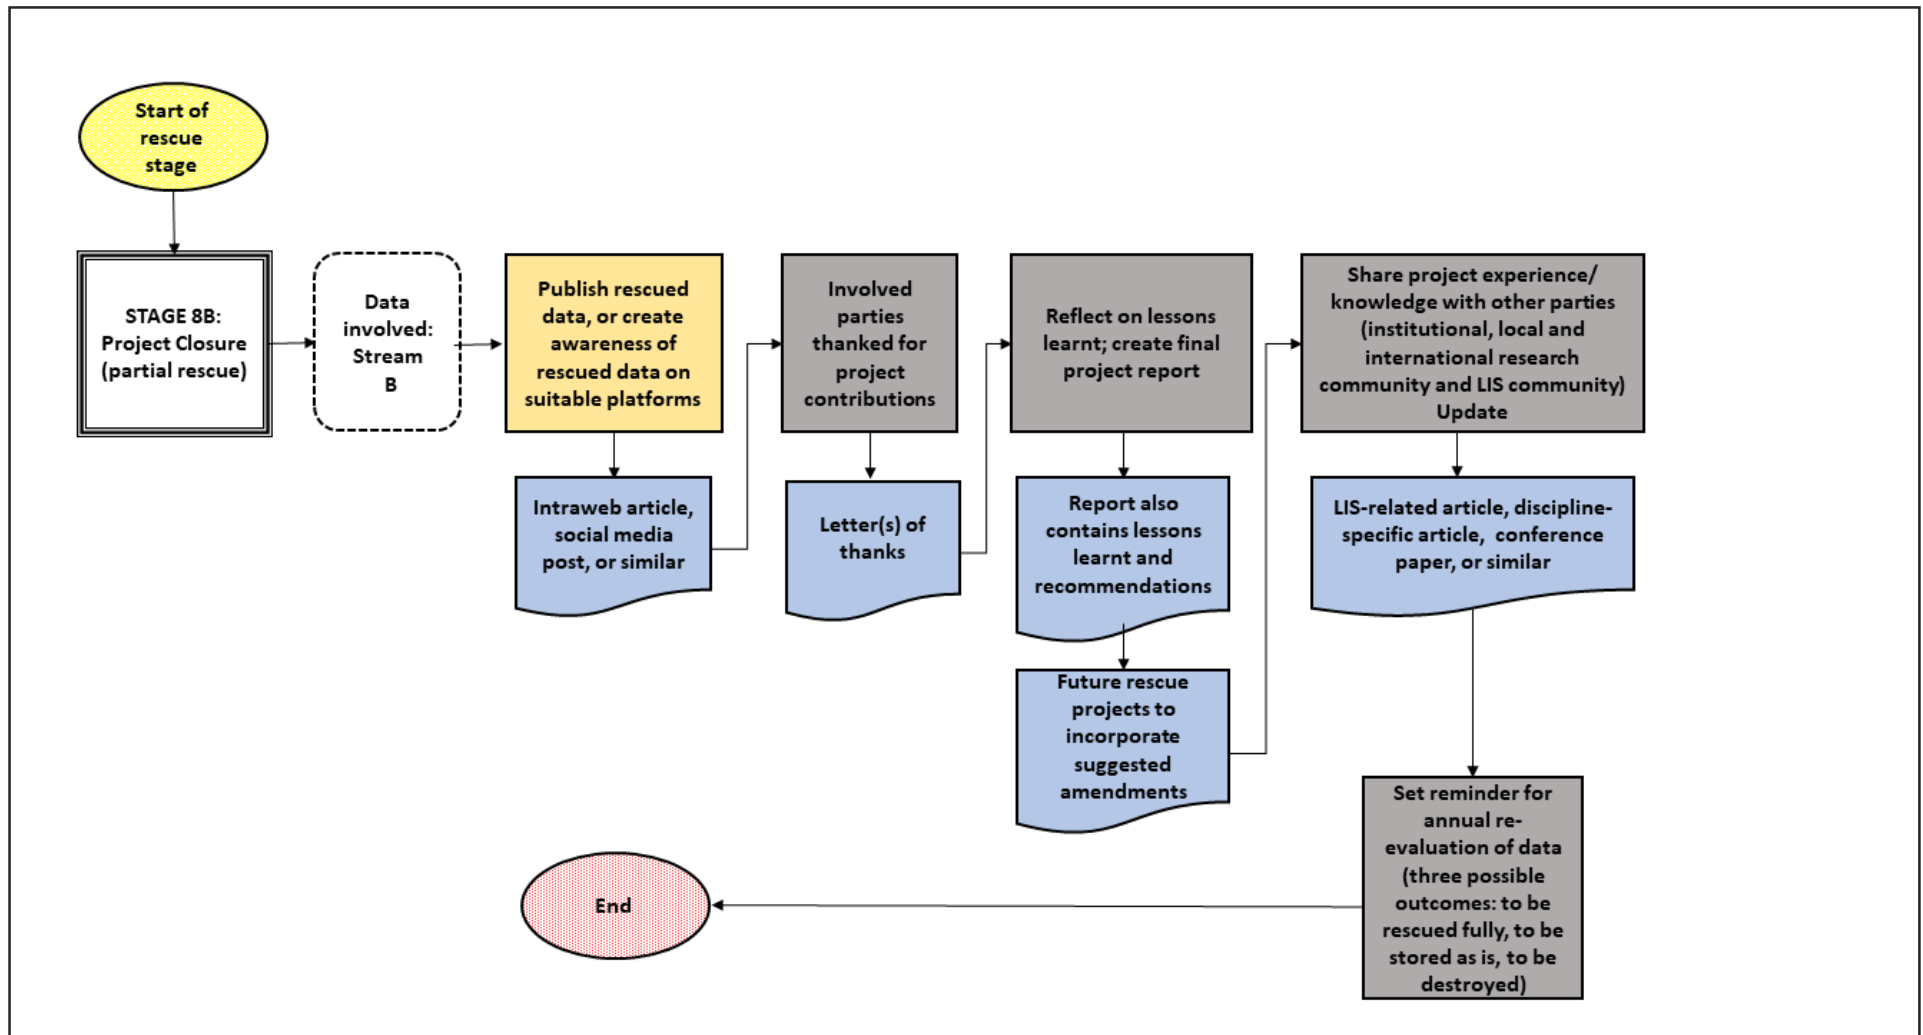 Start of
rescue
stage
STAGE 8B:
Project Closure
(partial rescue)
Data
involved:
Stream
B
Publish rescued
data, or create
awareness of
rescued data on
suitable platforms
Involved
parties
thanked for
project
contributions
Reflect on lessons
learnt; create final
project report
Share project experience/
knowledge with other parties
(institutional, local and
international research
community and LIS community)
Update
Intraweb article,
social media
post, or similar
Letter(s) of
thanks
Report also
contains lessons
learnt and
recommendations
LIS-related article, discipline-
specific article, conference
paper, or similar
Future rescue
projects to
incorporate
suggested
amendments
Set reminder for
annual re-
evaluation of data
(three possible
outcomes: to be
rescued fully, to be
stored as is, to be
destroyed)
End